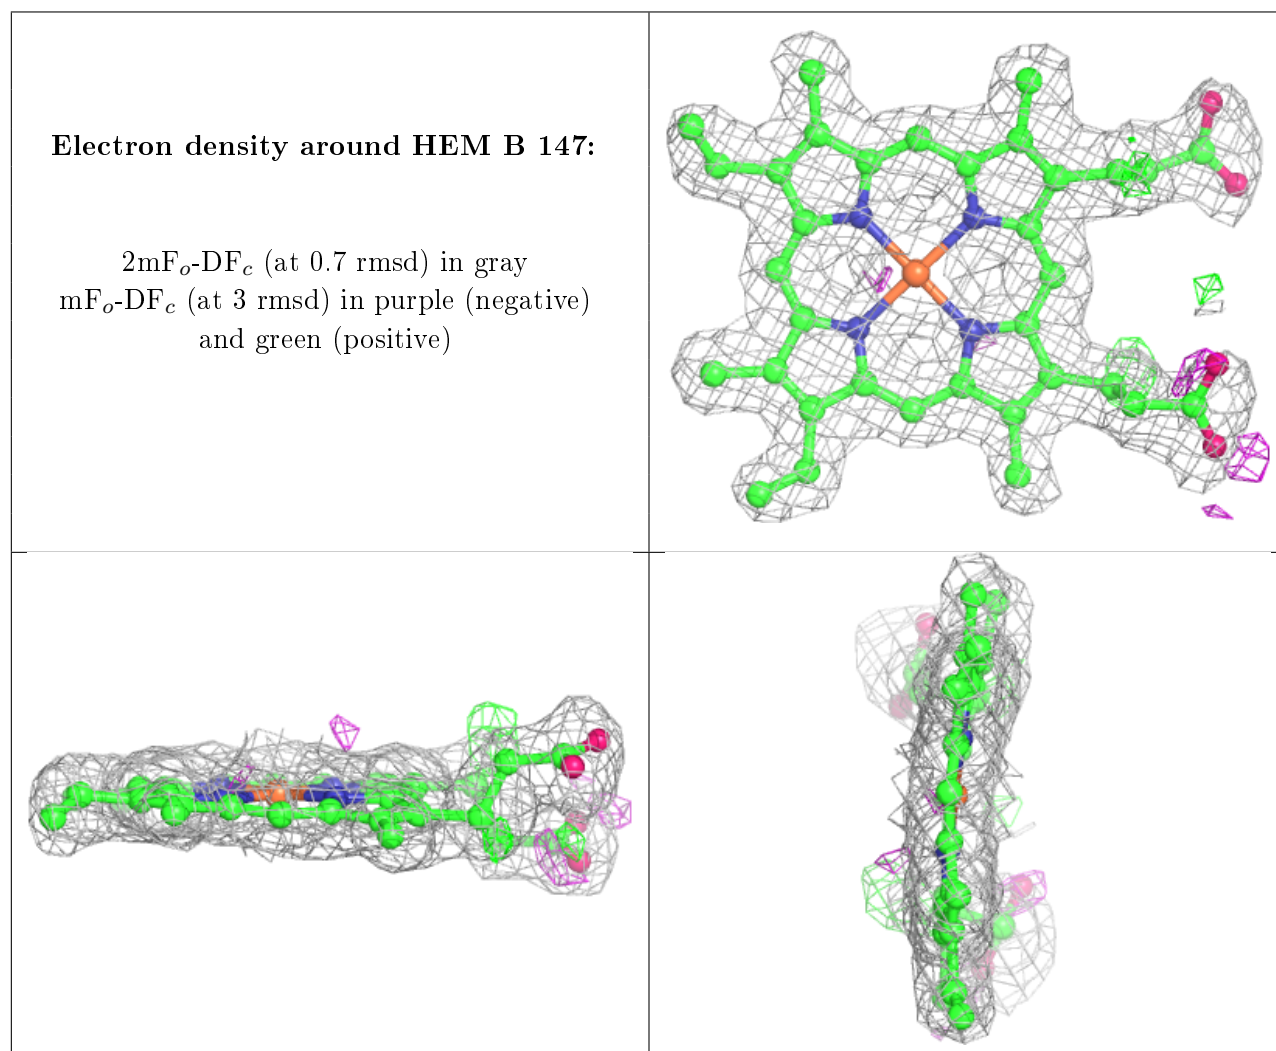 Electron density around HEM B 147:
2mFₒ-DF𝑐 (at 0.7 rmsd) in gray
mFₒ-DF𝑐 (at 3 rmsd) in purple (negative)
and green (positive)